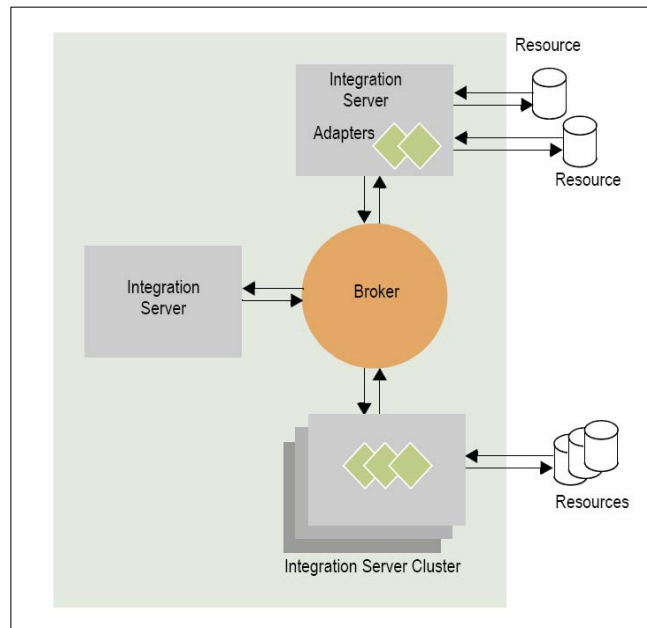 Resource
Integration
Server
Adapters
Resource
Integration
Server
Broker
Resources
Integration Server Cluster